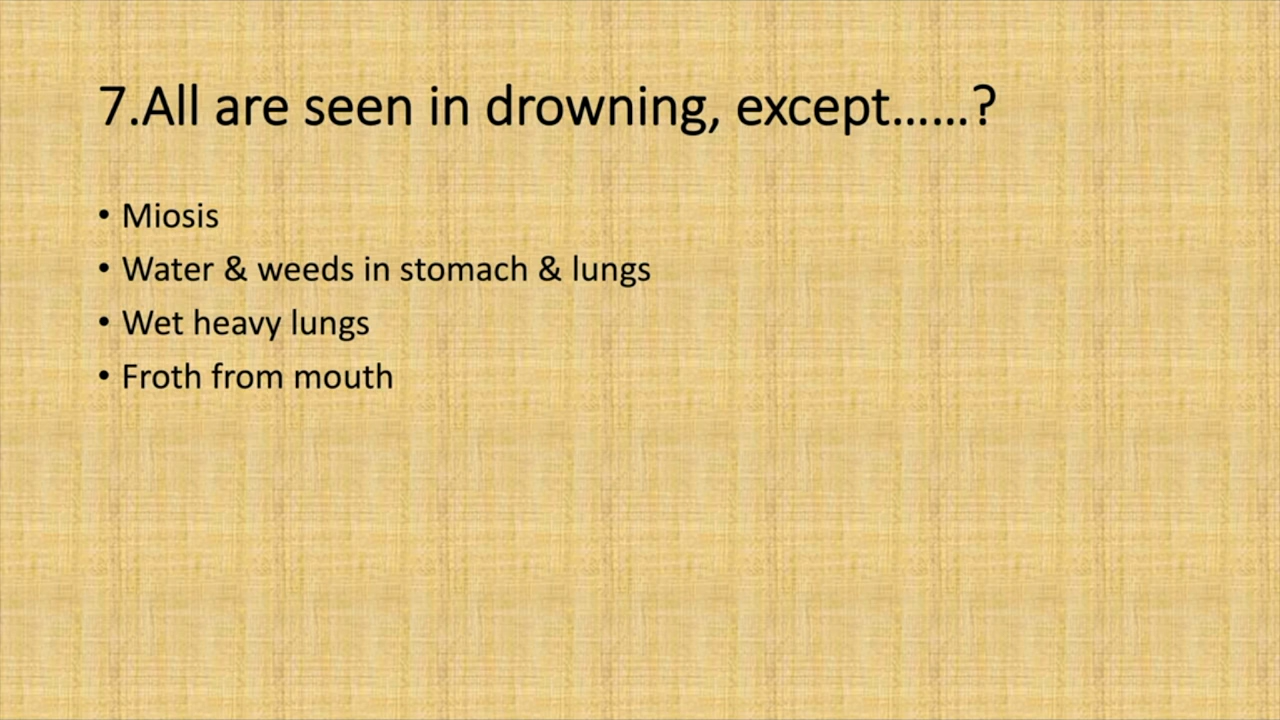 7.All are seen in drowning, except……?
• Miosis
• Water & weeds in stomach & lungs
• Wet heavy lungs
• Froth from mouth